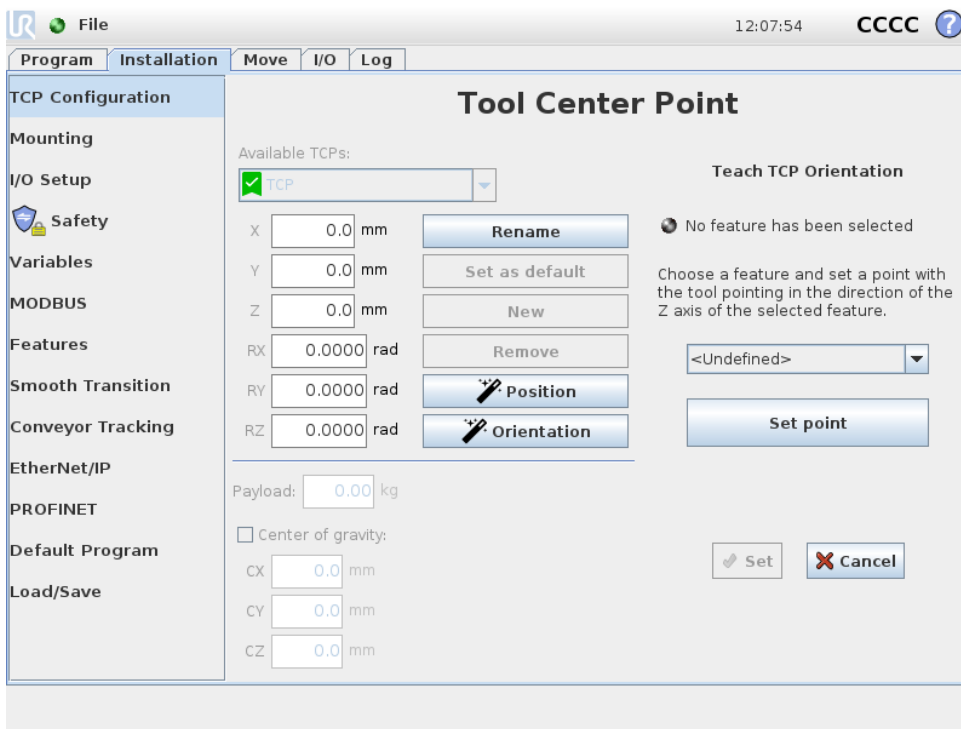 UR File 12:07:54 CCCC ?
Program Installation Move I/O Log
TCP Configuration
Mounting
I/O Setup
Safety
Variables
MODBUS
Features
Smooth Transition
Conveyor Tracking
EtherNet/IP
PROFINET
Default Program
Load/Save
Tool Center Point
Available TCPs:
TCP
X 0.0 mm Rename
Y 0.0 mm Set as default
Z 0.0 mm New
RX 0.0000 rad Remove
RY 0.0000 rad Position
RZ 0.0000 rad Orientation
Payload: 0.00 kg
Center of gravity:
CX 0.0 mm
CY 0.0 mm
CZ 0.0 mm
Teach TCP Orientation
No feature has been selected
Choose a feature and set a point with
the tool pointing in the direction of the
Z axis of the selected feature.
<Undefined>
Set point
Set Cancel